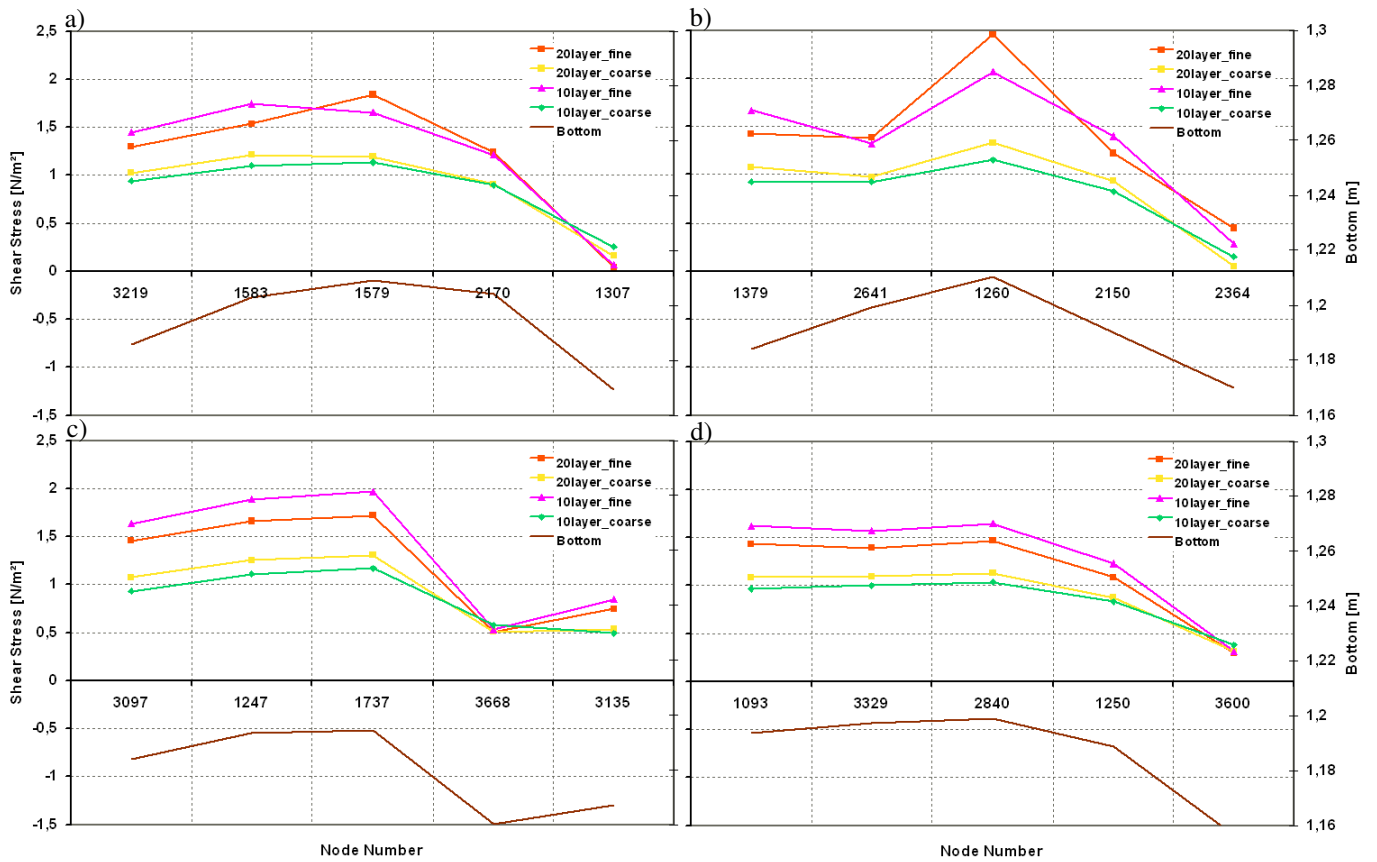 a)
2,5
2
1,5
1
0,5
0
-0,5
-1
-1,5
Shear Stress [N/m²]
20layer_fine
20layer_coarse
10layer_fine
10layer_coarse
Bottom
3219 1583 1579 2470 1307
b)
20layer_fine
20layer_coarse
10layer_fine
10layer_coarse
Bottom
1379 2641 1260 2150 2364
1,3
1,28
1,26
1,24
1,22
1,2
1,18
1,16
Bottom [m]
c)
2,5
2
1,5
1
0,5
0
-0,5
-1
-1,5
Shear Stress [N/m²]
20layer_fine
20layer_coarse
10layer_fine
10layer_coarse
Bottom
3097 1247 1737 3668 3135
Node Number
d)
20layer_fine
20layer_coarse
10layer_fine
10layer_coarse
Bottom
1093 3329 2840 1250 3600
1,3
1,28
1,26
1,24
1,22
1,2
1,18
1,16
Bottom [m]
Node Number